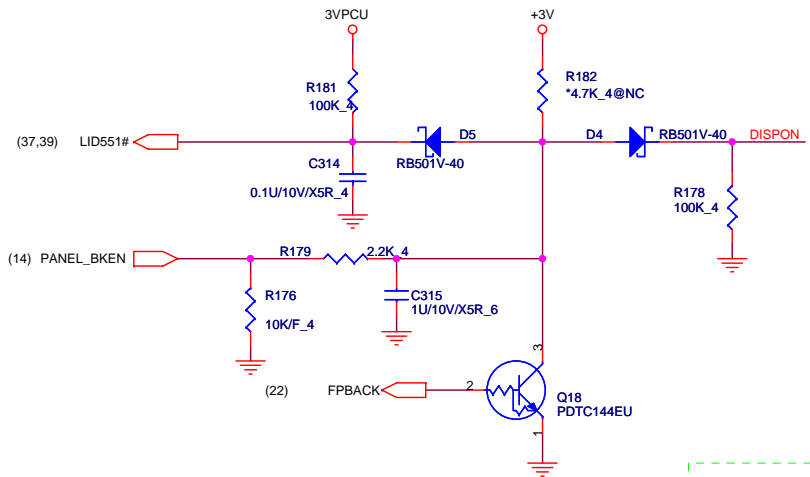 3VPCU
+3V
R181
100K_4
R182
*4.7K_4@NC
(37,39)
LID551#
D5
RB501V-40
D4
RB501V-40
DISPON
C314
0.1U/10V/X5R_4
R178
100K_4
(14)
PANEL_BKEN
R179
2.2K_4
R176
10K/F_4
C315
1U/10V/X5R_6
3
(22)
FPBACK
2
Q18
PDTC144EU
1